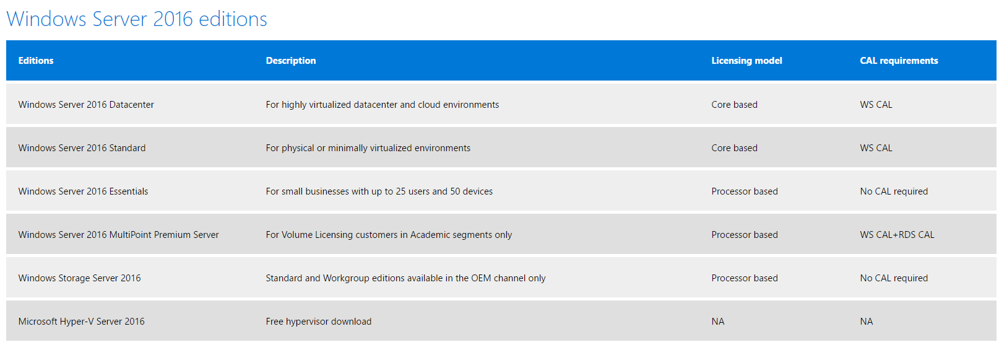 Windows Server 2016 editions
Editions Description Licensing model CAL requirements
Windows Server 2016 Datacenter For highly virtualized datacenter and cloud environments Core based WS CAL
Windows Server 2016 Standard For physical or minimally virtualized environments Core based WS CAL
Windows Server 2016 Essentials For small businesses with up to 25 users and 50 devices Processor based No CAL required
Windows Server 2016 MultiPoint Premium Server For Volume Licensing customers in Academic segments only Processor based WS CAL+RDS CAL
Windows Storage Server 2016 Standard and Workgroup editions available in the OEM channel only Processor based No CAL required
Microsoft Hyper-V Server 2016 Free hypervisor download NA NA